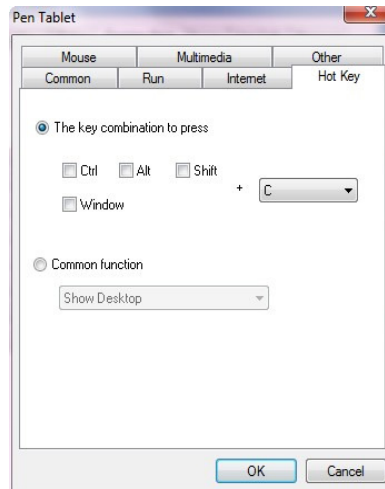 Pen Tablet
Mouse Multimedia Other
Common Run Internet Hot Key
The key combination to press
Ctrl Alt Shift
+ C
Window
Common function
Show Desktop
OK Cancel